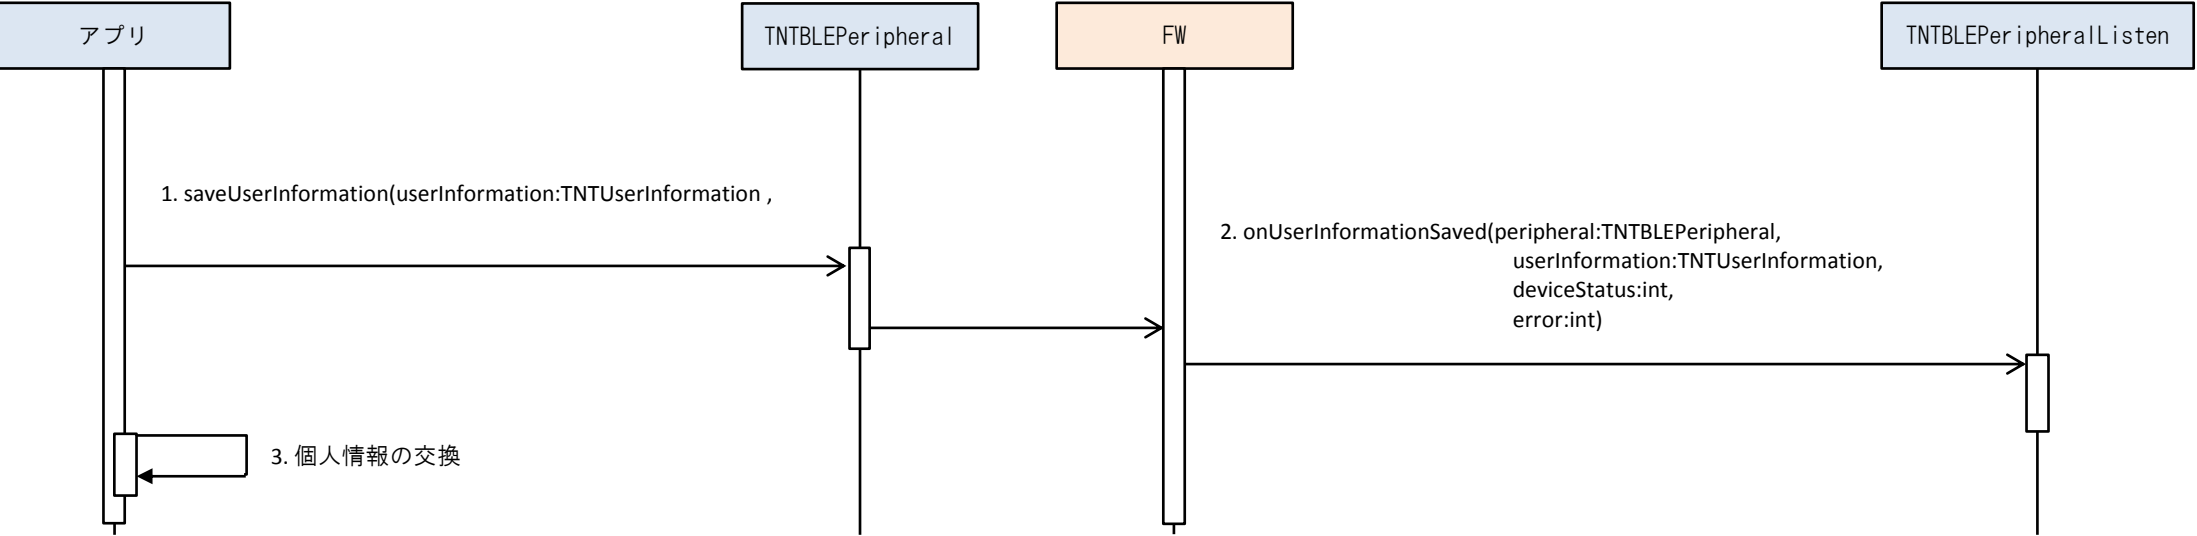 アプリ
TNTBLEPeripheral
FW
TNTBLEPeripheralListen
1. saveUserInformation(userInformation:TNTUserInformation ,
2. onUserInformationSaved(peripheral:TNTBLEPeripheral,
userInformation:TNTUserInformation,
deviceStatus:int,
error:int)
3. 個人情報の交換